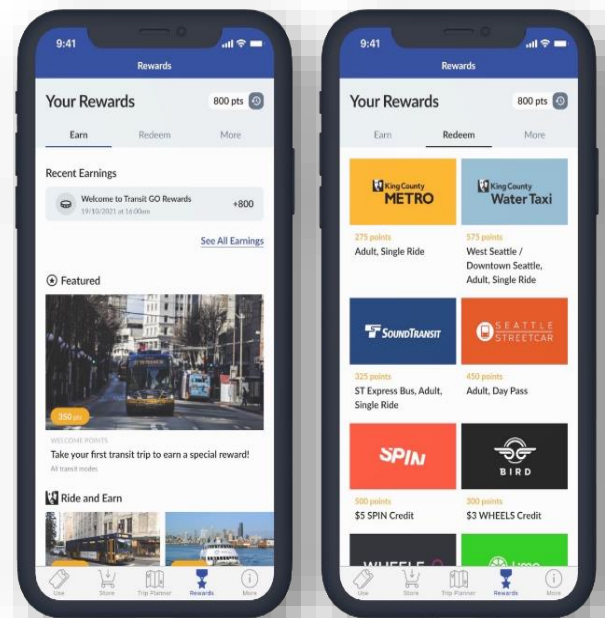 9:41
Rewards
Your Rewards
800 pts
Earn
Redeem
More
Recent Earnings
Welcome to Transit GO Rewards
19/10/2021 at 16:00am
+800
See All Earnings
Featured
350 pts
WELCOME POINTS
Take your first transit trip to earn a special reward!
All transit modes
Ride and Earn
Use
Store
Trip Planner
Rewards
More
9:41
Rewards
Your Rewards
800 pts
Earn
Redeem
More
King County
METRO
King County
Water Taxi
275 points
Adult, Single Ride
575 points
West Seattle /
Downtown Seattle,
Adult, Single Ride
SOUNDTRANSIT
SEATTLE
STREETCAR
325 points
ST Express Bus, Adult,
Single Ride
450 points
Adult, Day Pass
SPIN
BIRD
500 points
$5 SPIN Credit
300 points
$3 WHEELS Credit
Use
Store
Trip Planner
Rewards
More